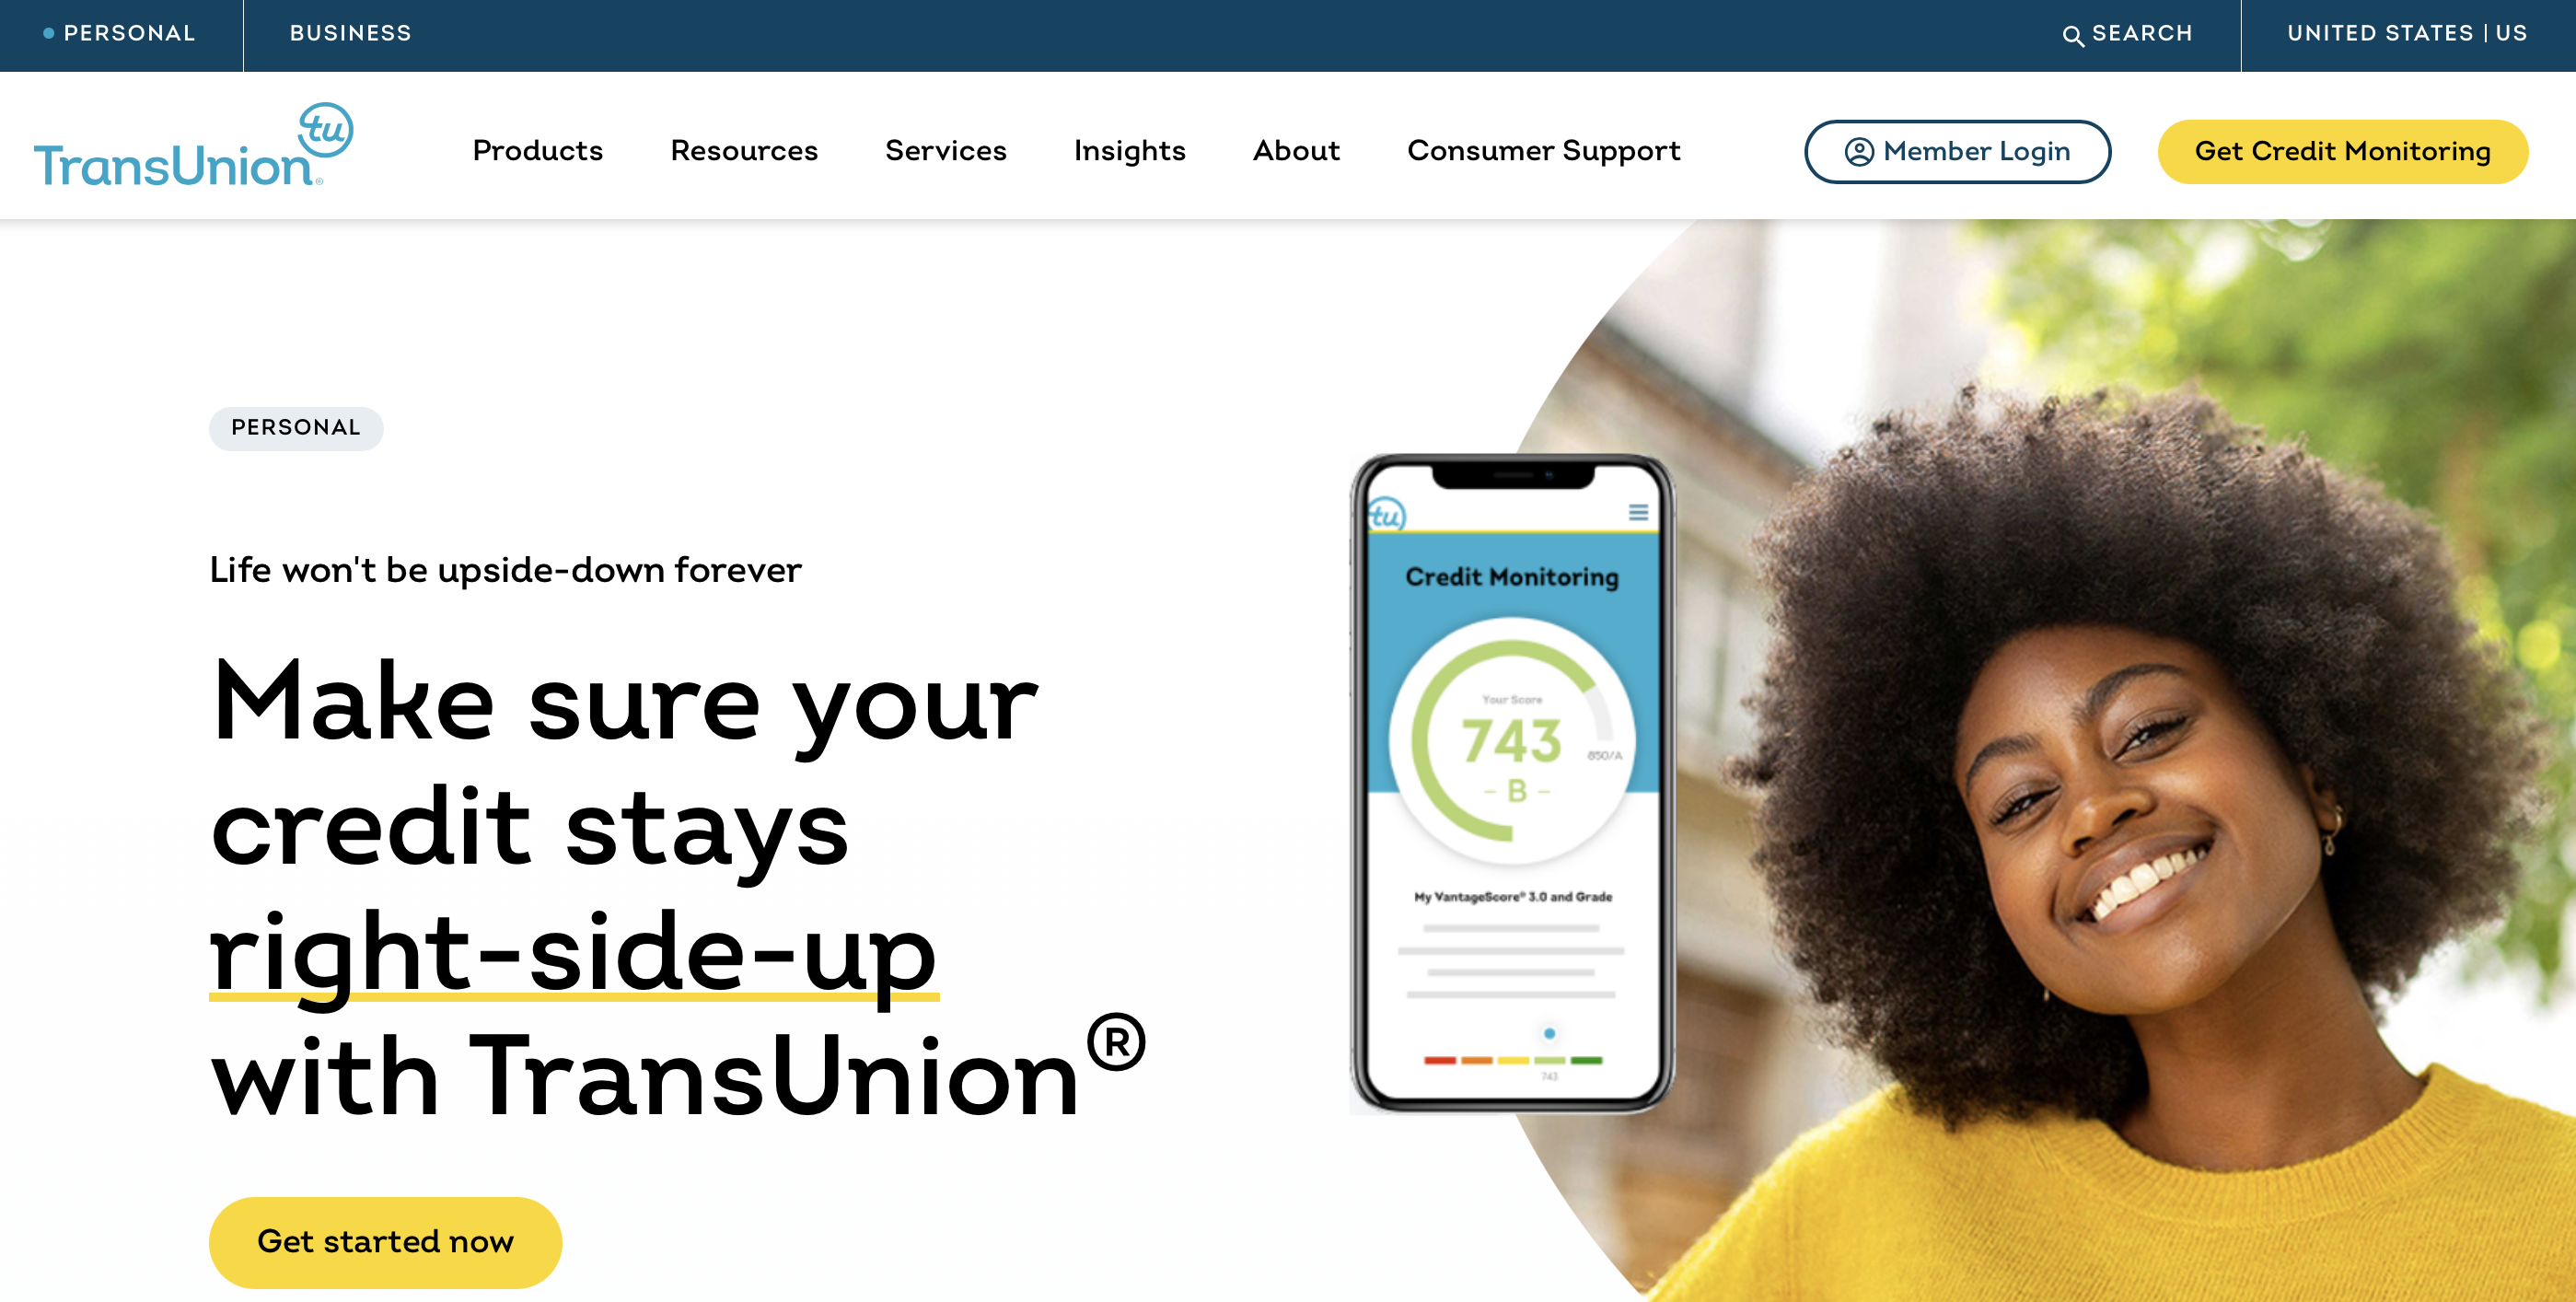 PERSONAL
BUSINESS
SEARCH
UNITED STATES | US
TransUnion®
tu
Products
Resources
Services
Insights
About
Consumer Support
Member Login
Get Credit Monitoring
PERSONAL
Life won't be upside-down forever
Make sure your
credit stays
right-side-up
with TransUnion®
Get started now
tu
Credit Monitoring
Your Score
743
850/A
- B -
My VantageScore® 3.0 and Grade
743